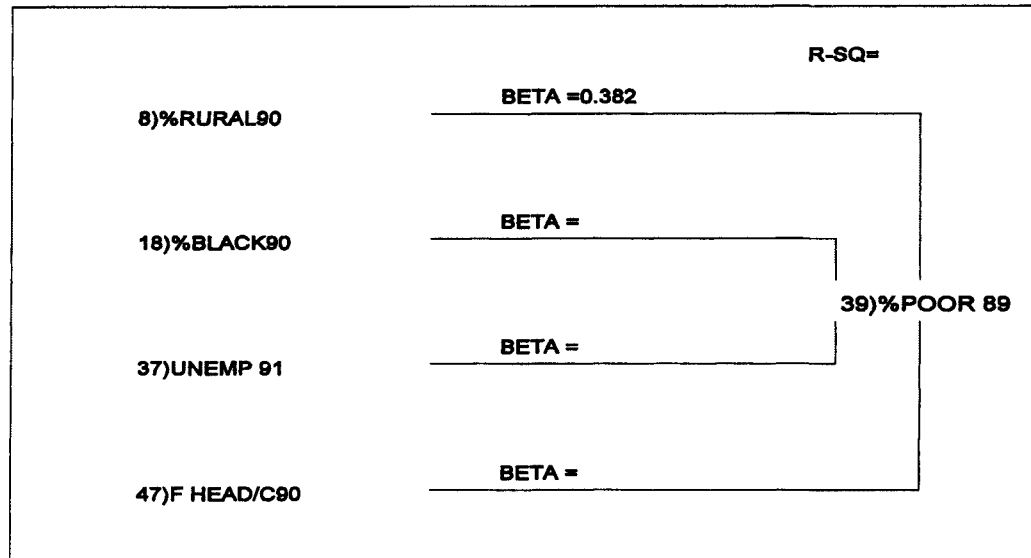 R-SQ=
BETA =0.382
8)%RURAL90
BETA =
18)%BLACK90
39)%POOR 89
BETA =
37)UNEMP 91
BETA =
47)F HEAD/C90